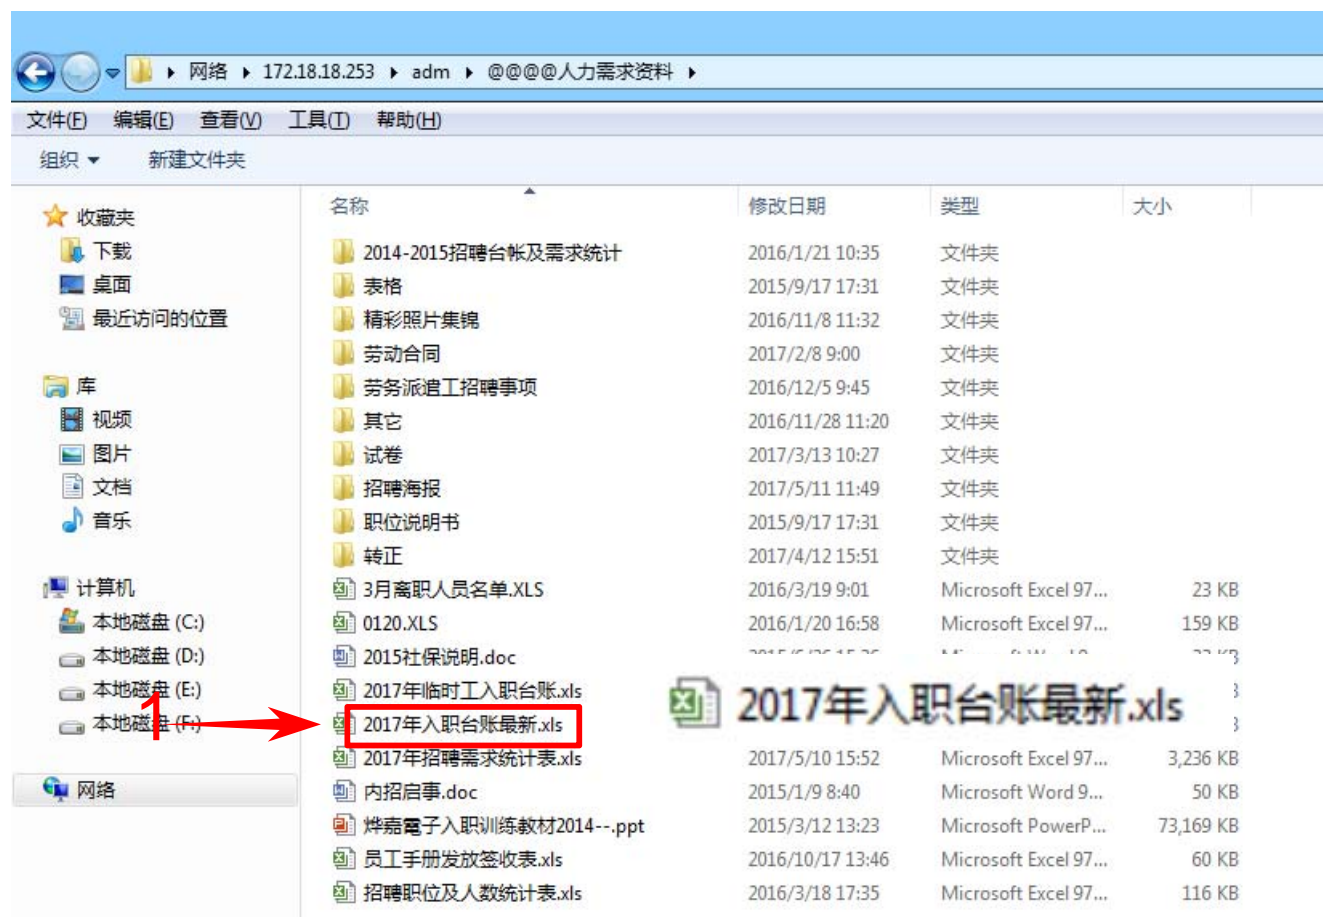 网络 ▸ 172.18.18.253 ▸ adm ▸ @@@@人力需求资料 ▸
文件(F) 编辑(E) 查看(V) 工具(T) 帮助(H)
组织 新建文件夹
名称 修改日期 类型 大小
收藏夹
下载
桌面
最近访问的位置
库
视频
图片
文档
音乐
计算机
本地磁盘 (C:)
本地磁盘 (D:)
本地磁盘 (E:)
本地磁盘 (F:)
网络
1
2014-2015招聘台帐及需求统计 2016/1/21 10:35 文件夹
表格 2015/9/17 17:31 文件夹
精彩照片集锦 2016/11/8 11:32 文件夹
劳动合同 2017/2/8 9:00 文件夹
劳务派遣工招聘事项 2016/12/5 9:45 文件夹
其它 2016/11/28 11:20 文件夹
试卷 2017/3/13 10:27 文件夹
招聘海报 2017/5/11 11:49 文件夹
职位说明书 2015/9/17 17:31 文件夹
转正 2017/4/12 15:51 文件夹
3月离职人员名单.XLS 2016/3/19 9:01 Microsoft Excel 97... 23 KB
0120.XLS 2016/1/20 16:58 Microsoft Excel 97... 159 KB
2015社保说明.doc
2017年临时工入职台账.xls
2017年入职台账最新.xls
2017年入职台账最新.xls
2017年招聘需求统计表.xls 2017/5/10 15:52 Microsoft Excel 97... 3,236 KB
内招启事.doc 2015/1/9 8:40 Microsoft Word 9... 50 KB
烨嘉電子入职训练教材2014--.ppt 2015/3/12 13:23 Microsoft PowerP... 73,169 KB
员工手册发放签收表.xls 2016/10/17 13:46 Microsoft Excel 97... 60 KB
招聘职位及人数统计表.xls 2016/3/18 17:35 Microsoft Excel 97... 116 KB